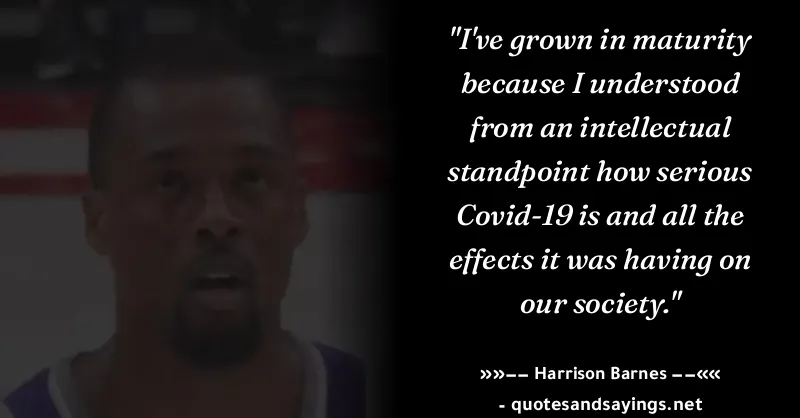 "I've grown in maturity
because I understood
from an intellectual
standpoint how serious
Covid-19 is and all the
effects it was having on
our society."
»»−− Harrison Barnes −−««
- quotesandsayings.net